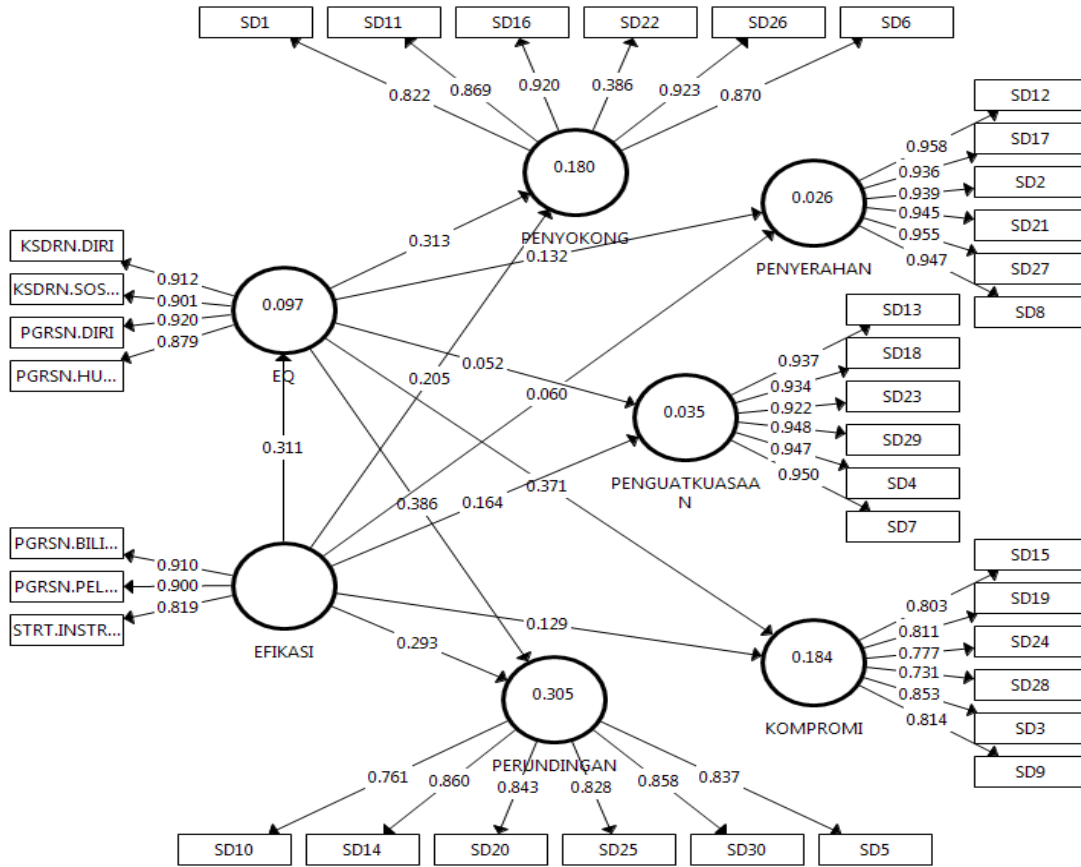 SD1 SD11 SD16 SD22 SD26 SD6
0.822 0.869 0.920 0.386 0.923 0.870
0.180
PENYOKONG
SD12
SD17
SD2
SD21
SD27
SD8
0.958
0.936
0.939
0.945
0.955
0.947
0.026
PENYERAHAN
KSDRN.DIRI
KSDRN.SOS...
PGRSN.DIRI
PGRSN.HU...
0.912
0.901
0.920
0.879
0.097
EQ
0.313
0.132
0.052
0.205
0.060
0.311
0.386
0.371
0.164
SD13
SD18
SD23
SD29
SD4
SD7
0.937
0.934
0.922
0.948
0.947
0.950
0.035
PENGUATKUASAA
N
PGRSN.BILI...
PGRSN.PEL...
STRT.INSTR...
0.910
0.900
0.819
EFIKASI
0.293
0.129
SD15
SD19
SD24
SD28
SD3
SD9
0.803
0.811
0.777
0.731
0.853
0.814
0.184
KOMPROMI
0.305
PERUNDINGAN
0.761 0.860 0.843 0.828 0.858 0.837
SD10 SD14 SD20 SD25 SD30 SD5